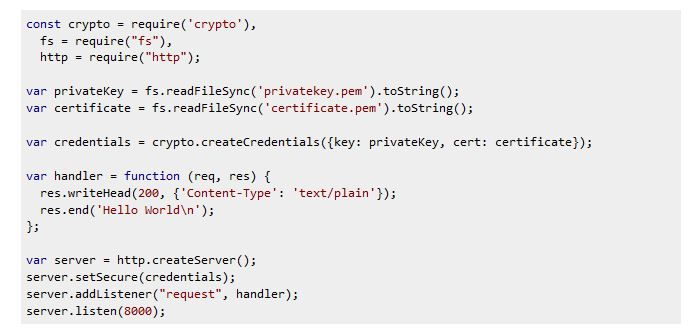 const crypto = require('crypto'),
  fs = require("fs"),
  http = require("http");

var privateKey = fs.readFileSync('privatekey.pem').toString();
var certificate = fs.readFileSync('certificate.pem').toString();

var credentials = crypto.createCredentials({key: privateKey, cert: certificate});

var handler = function (req, res) {
  res.writeHead(200, {'Content-Type': 'text/plain'});
  res.end('Hello World\n');
};

var server = http.createServer();
server.setSecure(credentials);
server.addListener("request", handler);
server.listen(8000);